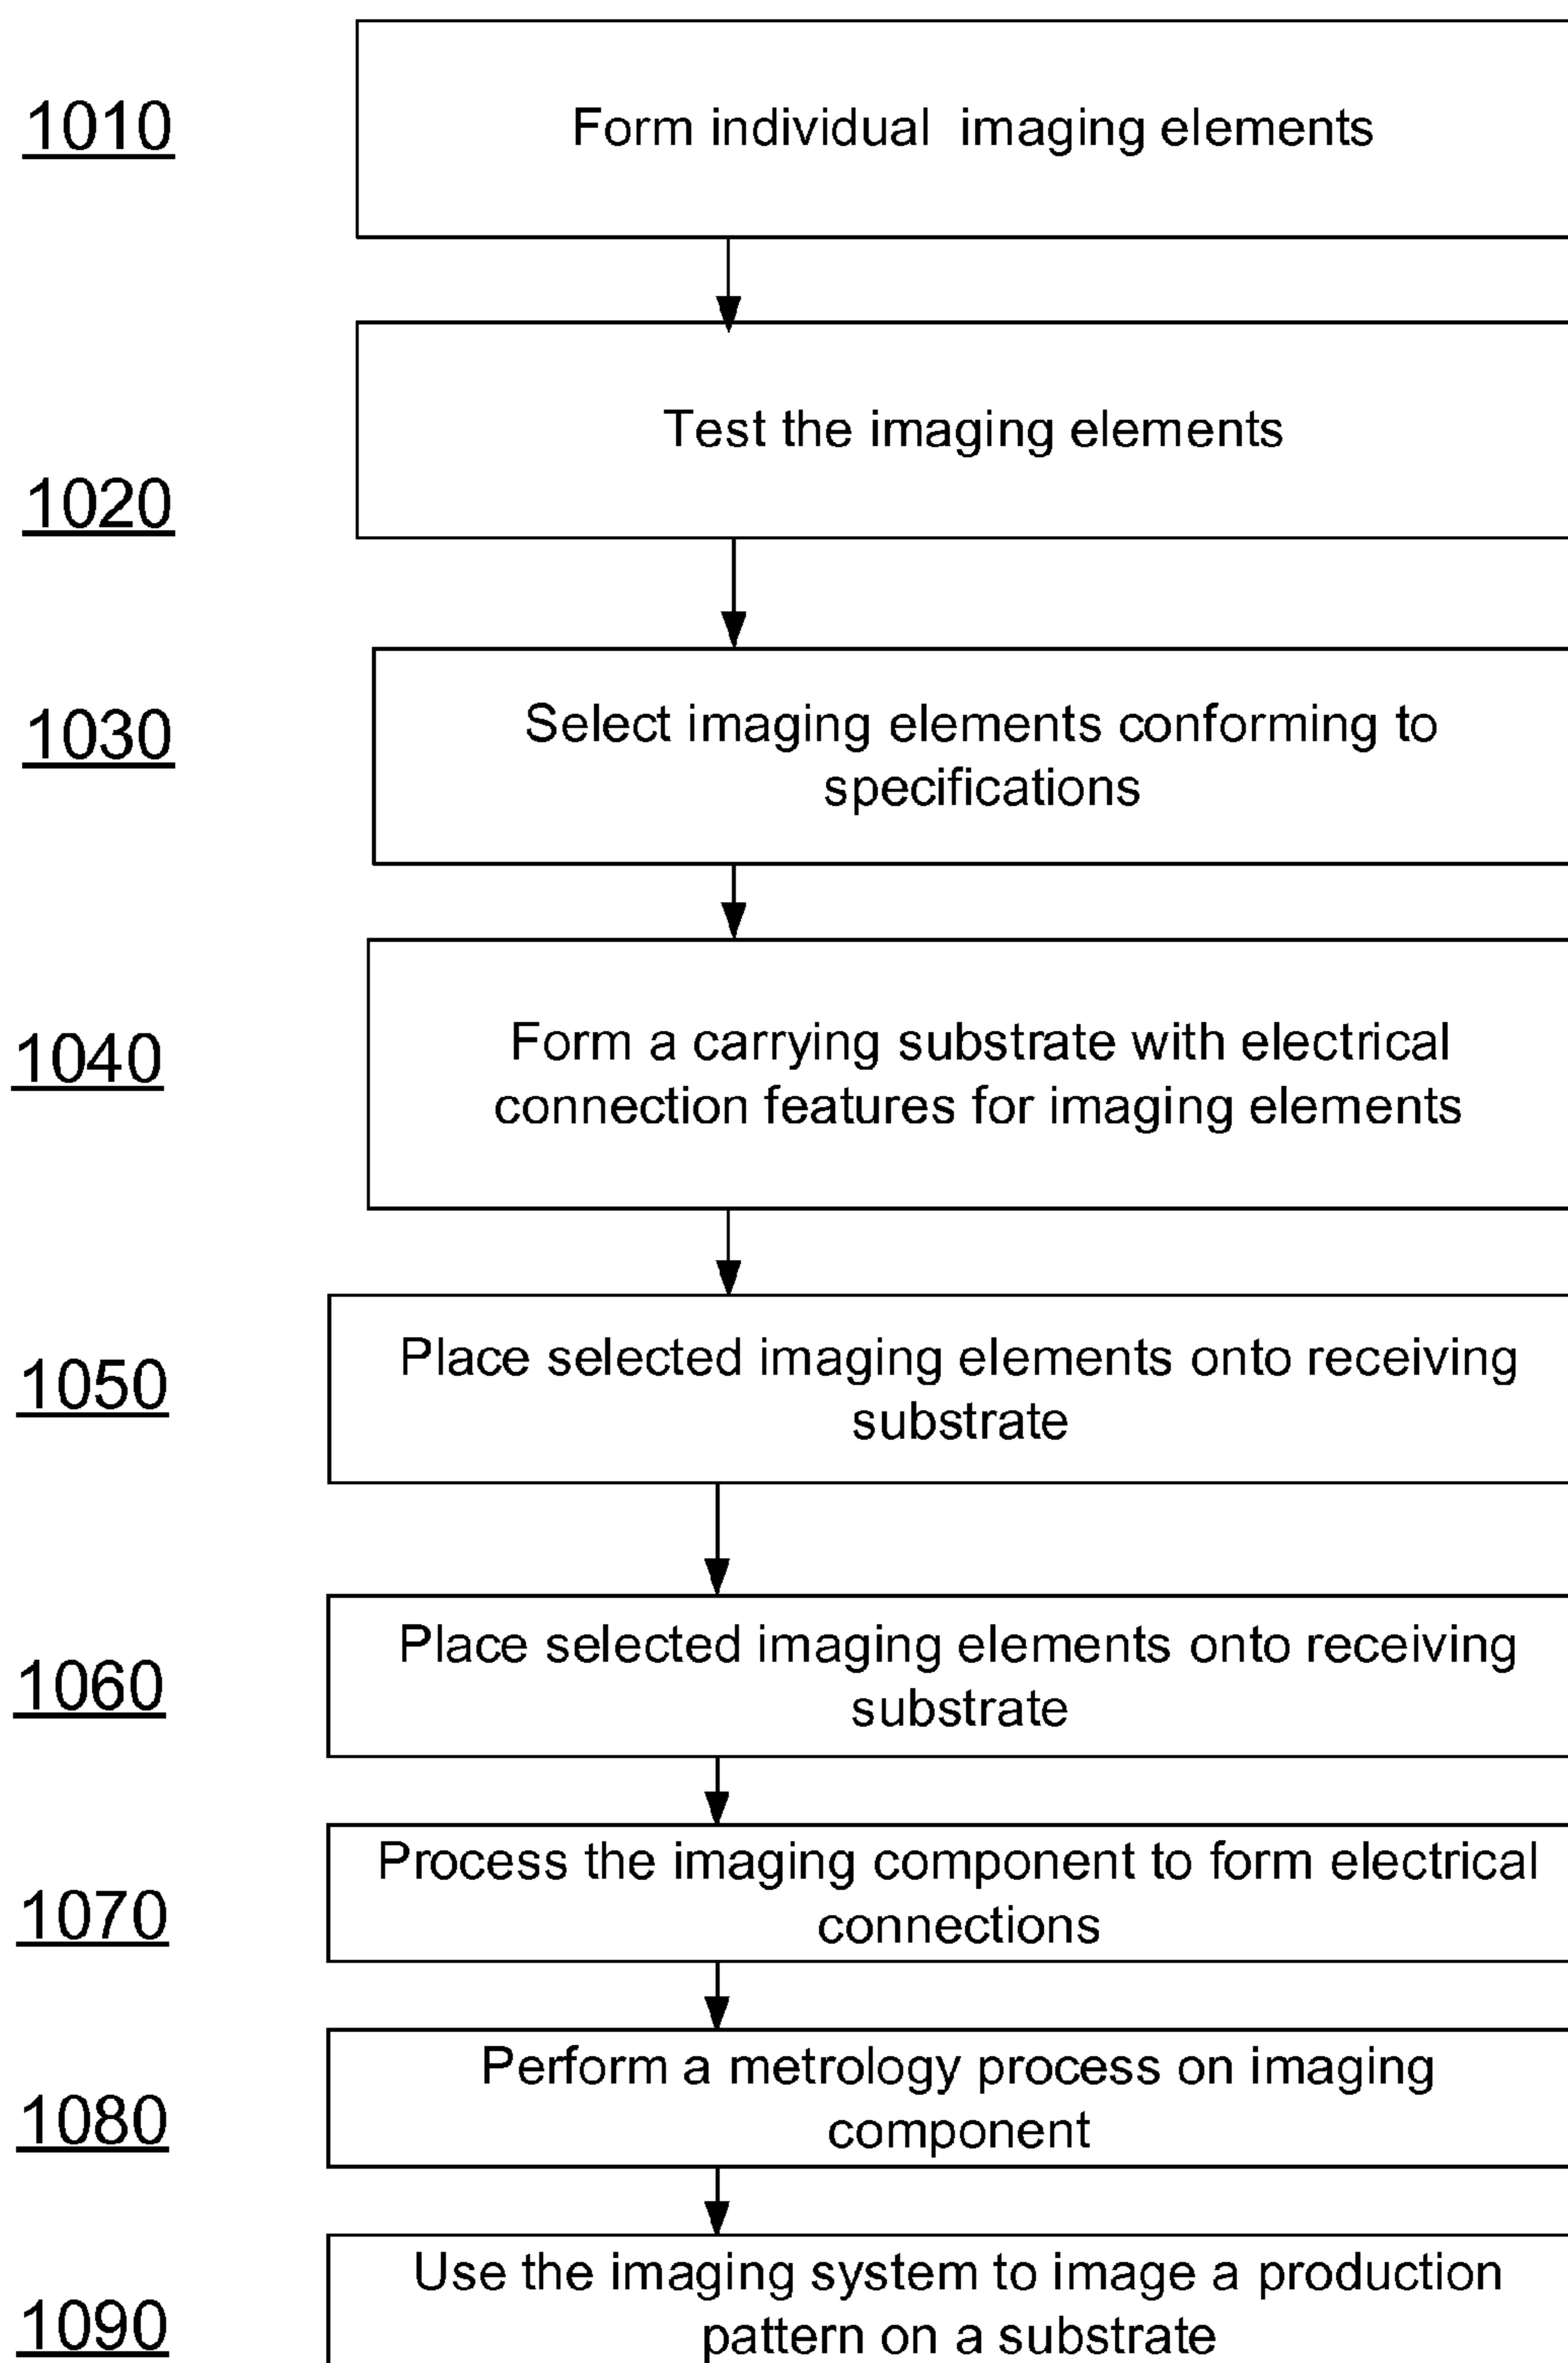 1010
Form individual imaging elements
Test the imaging elements
1020
Select imaging elements conforming to
1030
specifications
Form a carrying substrate with electrical
1040
connection features for imaging elements
Place selected imaging elements onto receiving
1050
substrate
Place selected imaging elements onto receiving
1060
substrate
Process the imaging component to form electrical
1070
connections
Perform a metrology process on imaging
1080
component
Use the imaging system to image a production
1090
pattern on a substrate